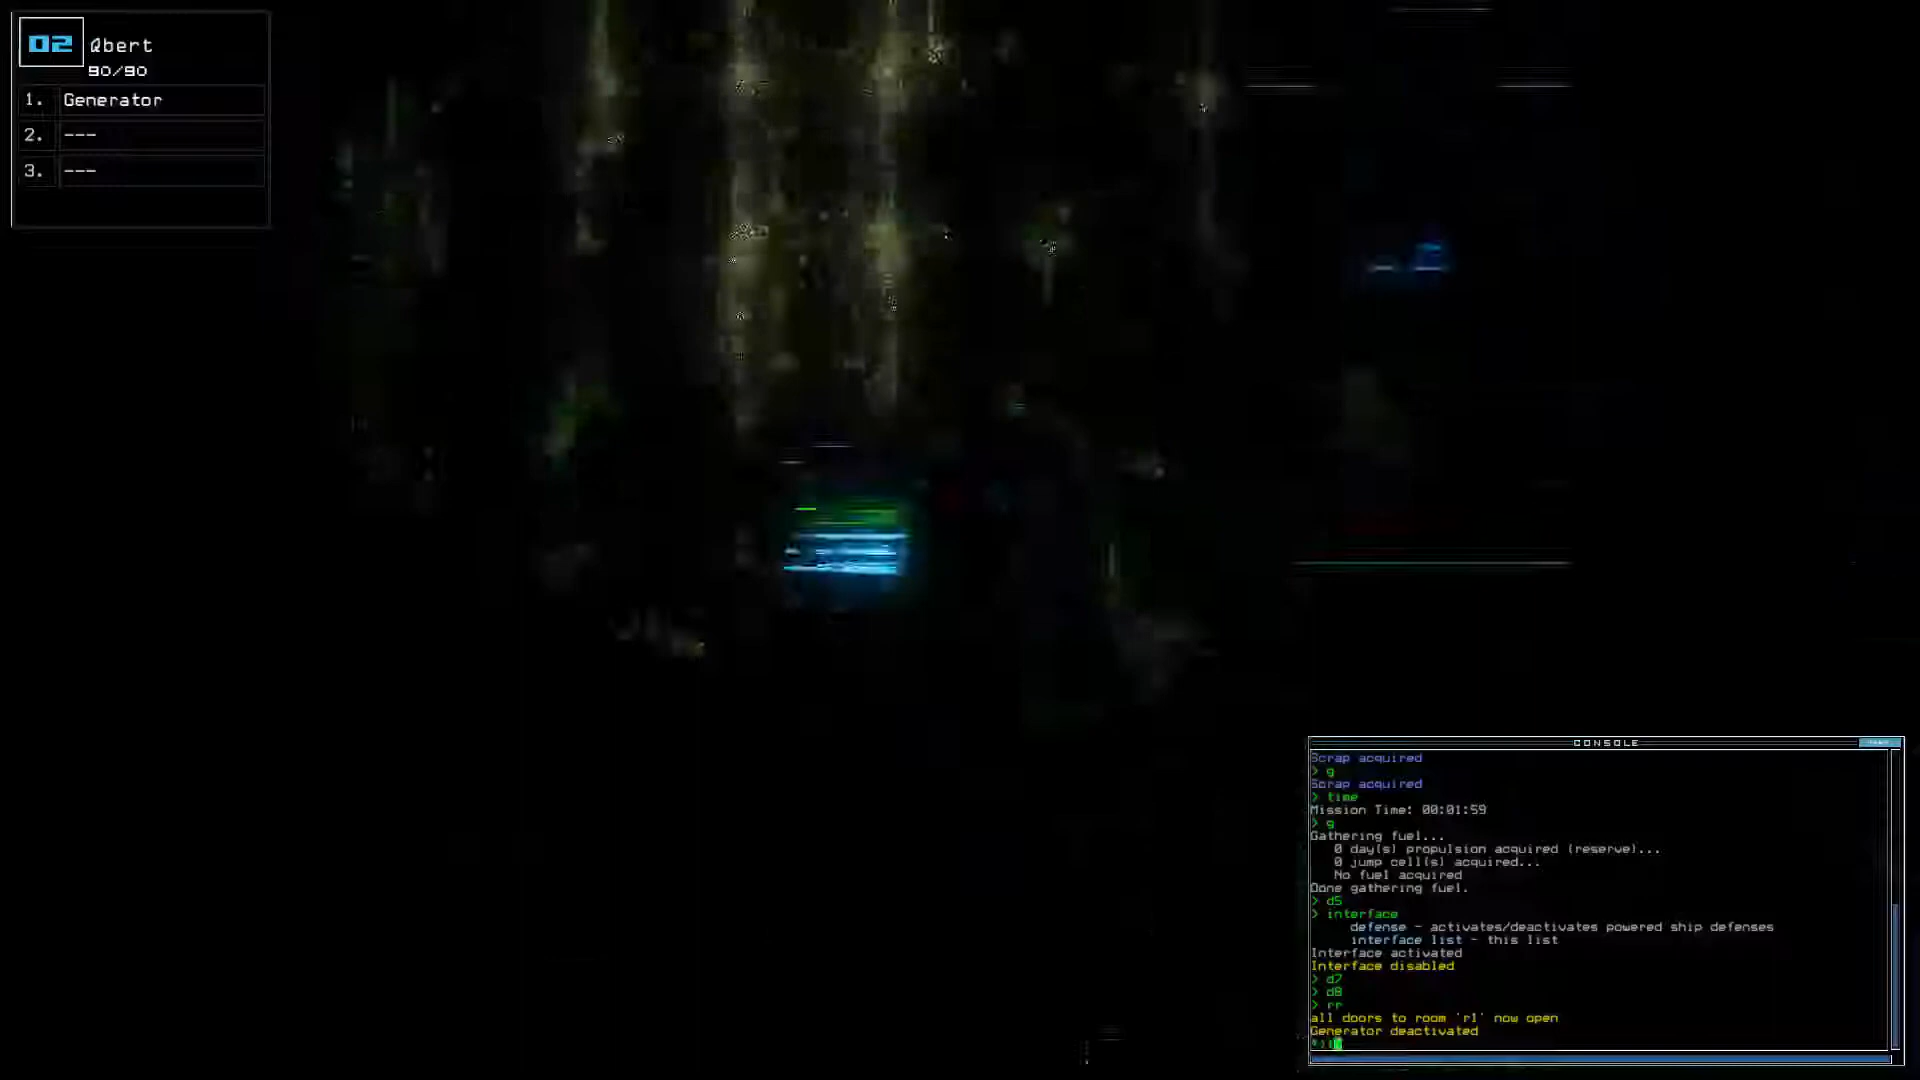 02 Qbert
90/90
1. Generator
2. ---
3. ---
CONSOLE
Scrap acquired
> g
Scrap acquired
> time
Mission Time: 00:01:59
> g
Gathering fuel...
0 day(s) propulsion acquired (reserve)...
0 jump cell(s) acquired...
No fuel acquired
Done gathering fuel.
> d5
> interface
defense - activates/deactivates powered ship defenses
interface list - this list
Interface activated
Interface disabled
> d7
> d8
> rr
all doors to room 'r1' now open
Generator deactivated